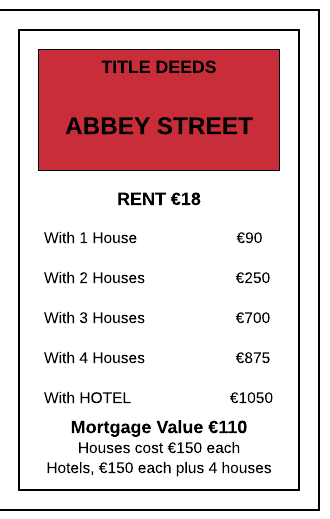 TITLE DEEDS
ABBEY STREET
RENT €18
With 1 House €90
With 2 Houses €250
With 3 Houses €700
With 4 Houses €875
With HOTEL €1050
Mortgage Value €110
Houses cost €150 each
Hotels, €150 each plus 4 houses